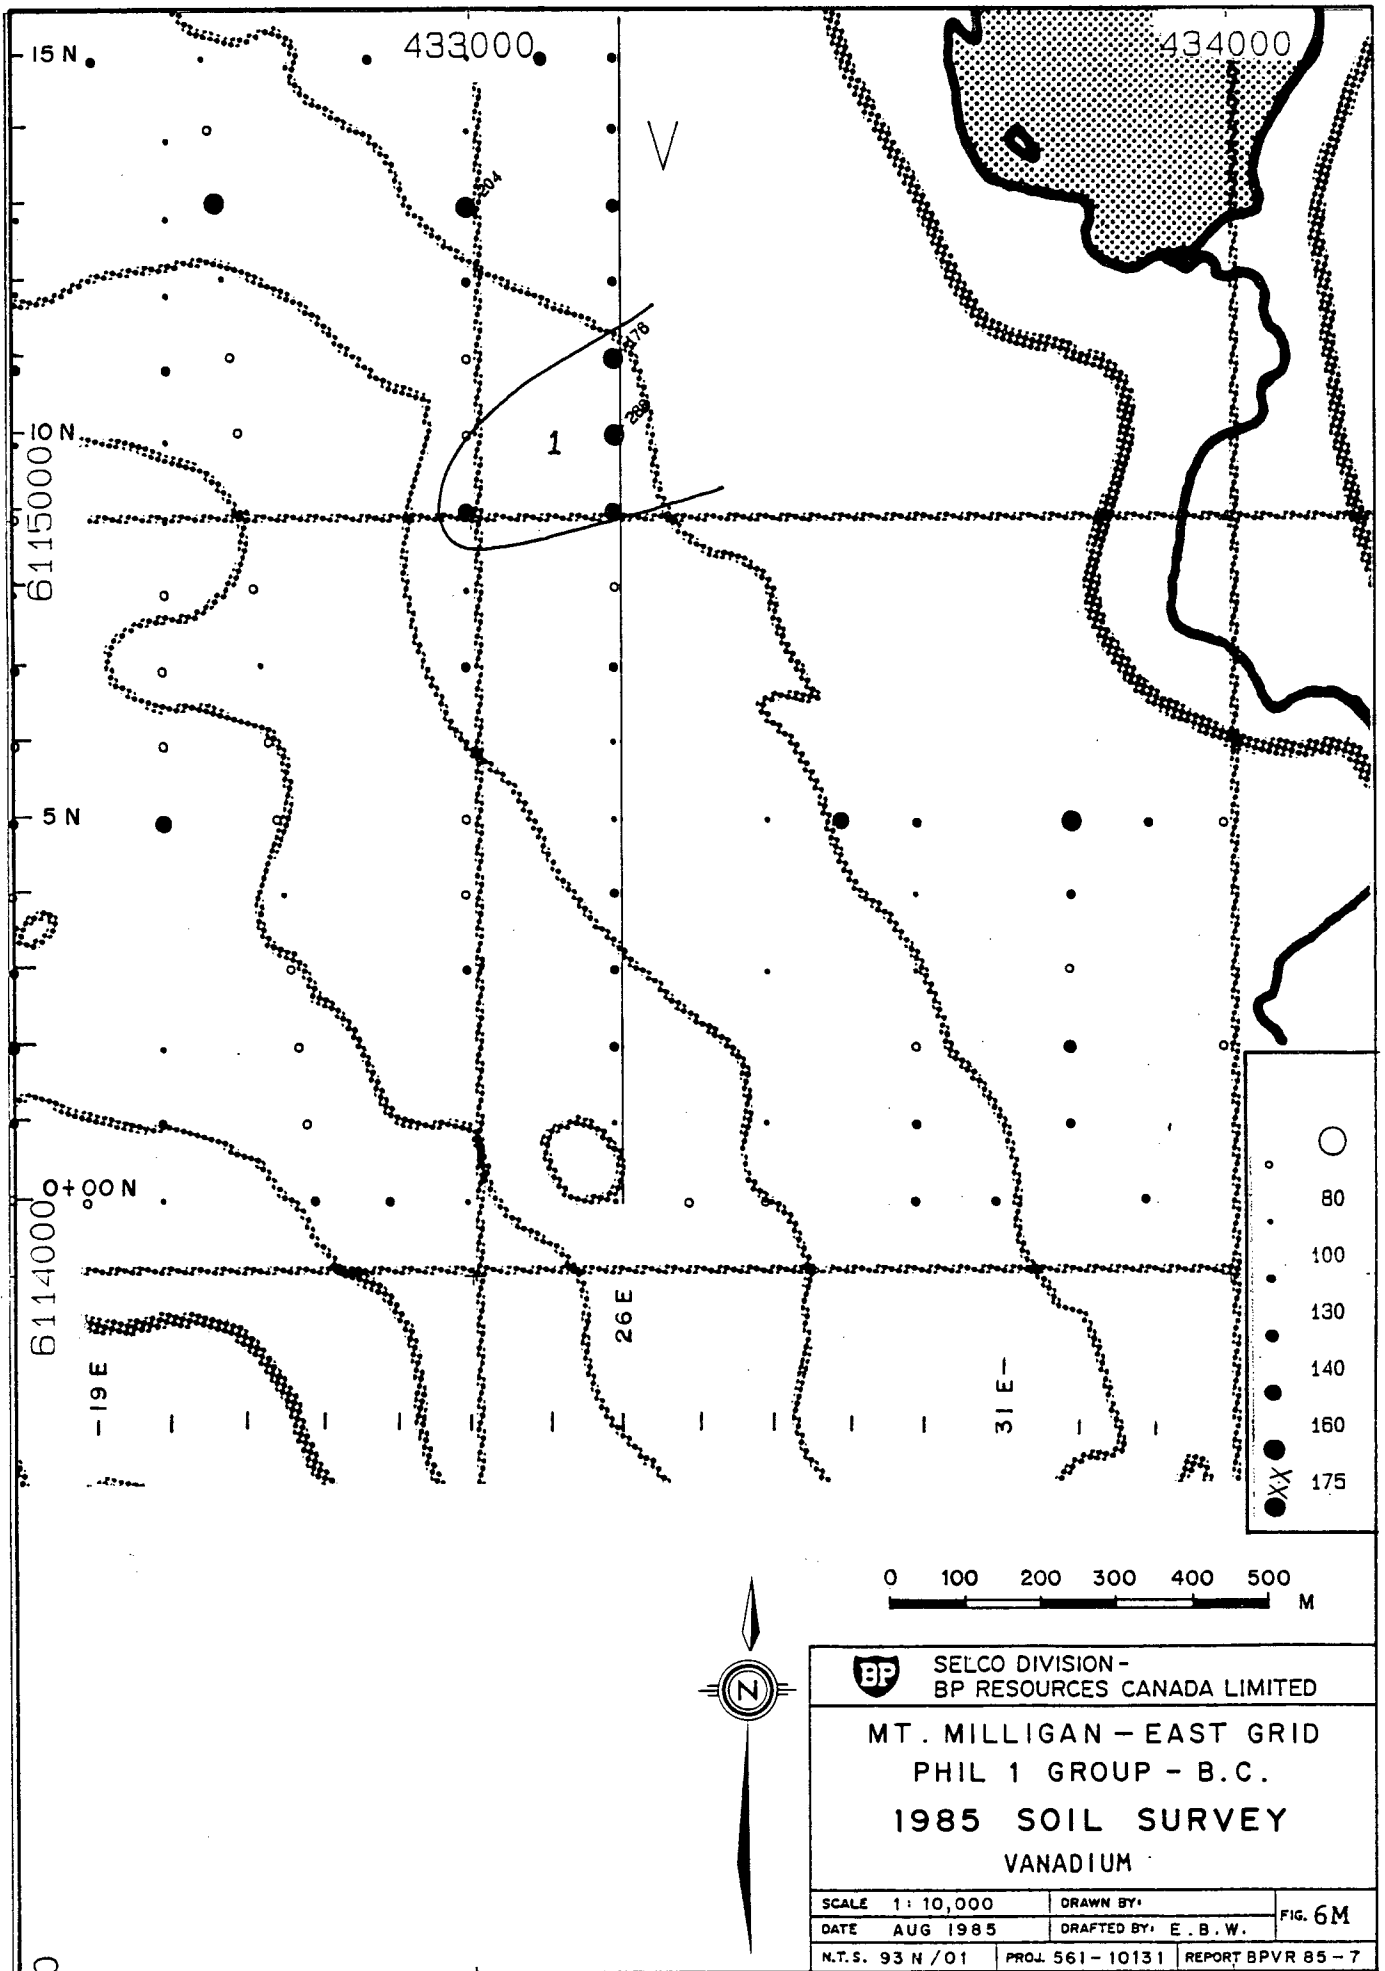 433000
434000
15 N
V
204
178
1
10 N
6115000
5 N
0+00 N
6114000
19 E
26 E
31 E
80
100
130
140
160
175
XX
0 100 200 300 400 500 M
N
BP
SELCO DIVISION-
BP RESOURCES CANADA LIMITED
MT. MILLIGAN - EAST GRID
PHIL 1 GROUP - B.C.
1985 SOIL SURVEY
VANADIUM
SCALE 1:10,000 DRAWN BY:
DATE AUG 1985 DRAFTED BY: E.B.W. FIG. 6M
N.T.S. 93 N/01 PROJ. 561-10131 REPORT BPVR 85-7